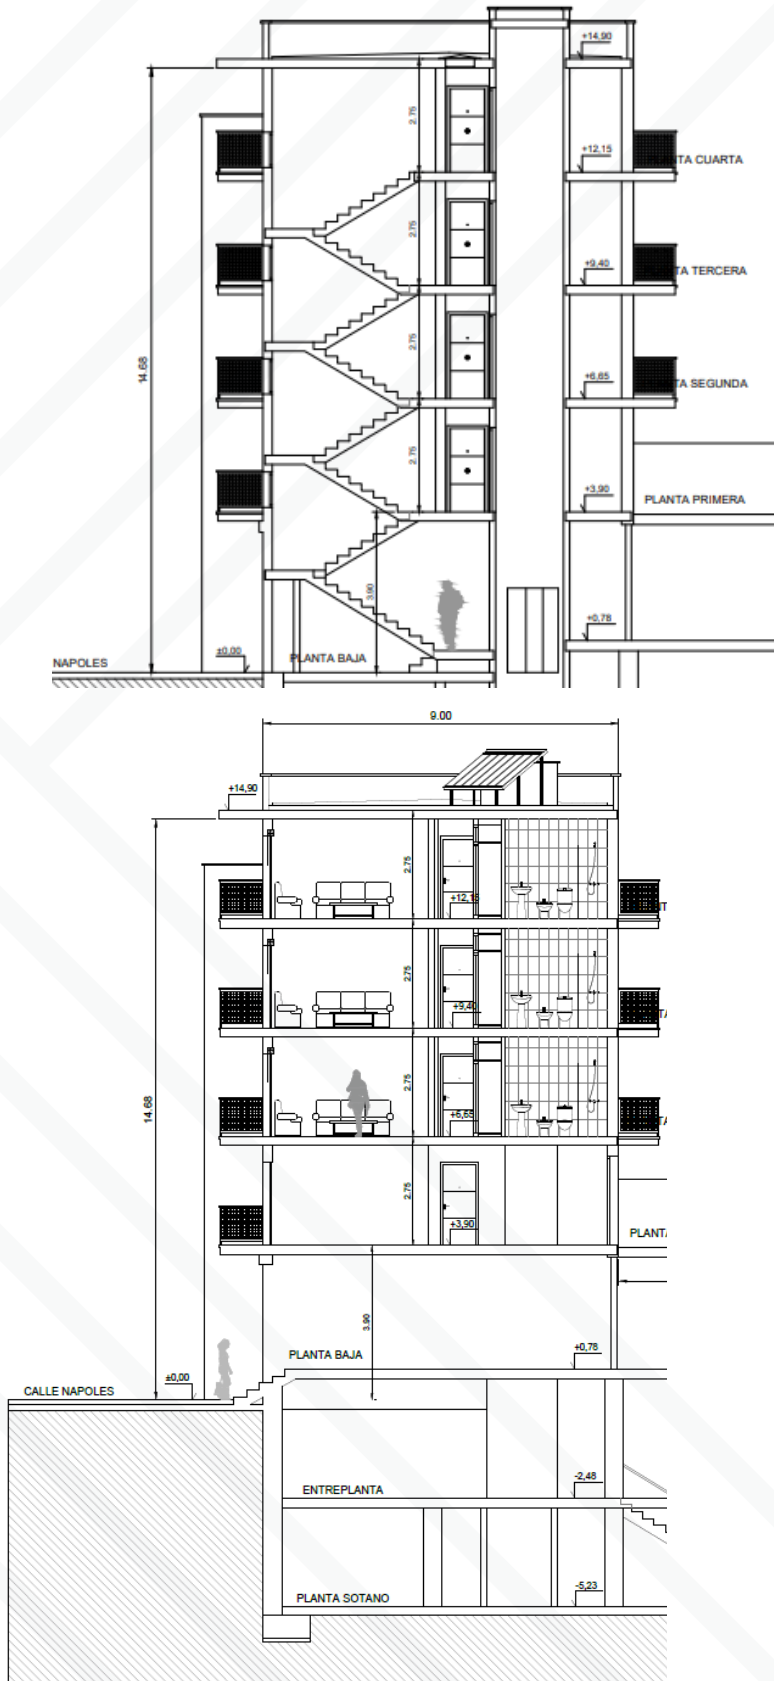 +14,90
2.75
+12,15
PLANTA CUARTA
2.75
+9,40
TA TERCERA
14.68
2.75
+6,65
TA SEGUNDA
2.75
+3,90
PLANTA PRIMERA
3.90
+0,78
±0,00
PLANTA BAJA
NAPOLES
9.00
+14,90
2.75
+12,15
NT
2.75
+9,40
TA
14.68
2.75
+6,65
TA
2.75
+3,90
PLANTA
3.90
PLANTA BAJA
+0,78
±0,00
CALLE NAPOLES
-2,48
ENTREPLANTA
-5,23
PLANTA SOTANO